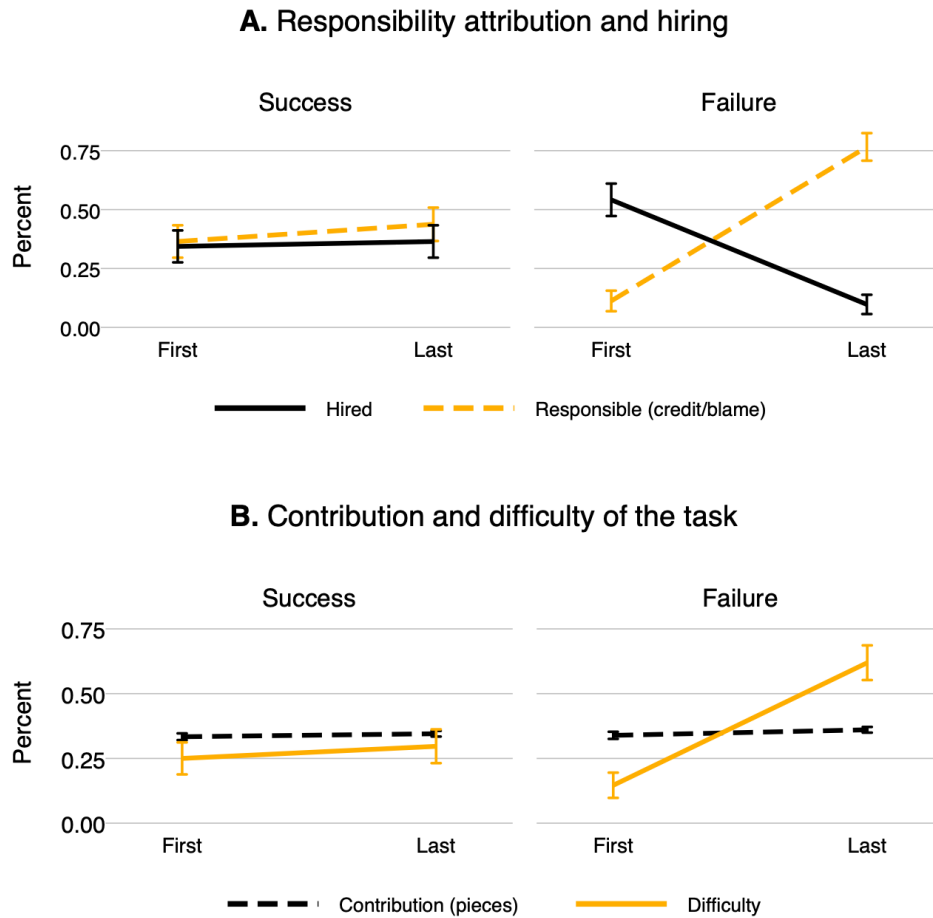 A. Responsibility attribution and hiring
Success
Failure
Percent
0.75
0.50
0.25
0.00
First
Last
First
Last
Hired
Responsible (credit/blame)
B. Contribution and difficulty of the task
Success
Failure
Percent
0.75
0.50
0.25
0.00
First
Last
First
Last
Contribution (pieces)
Difficulty